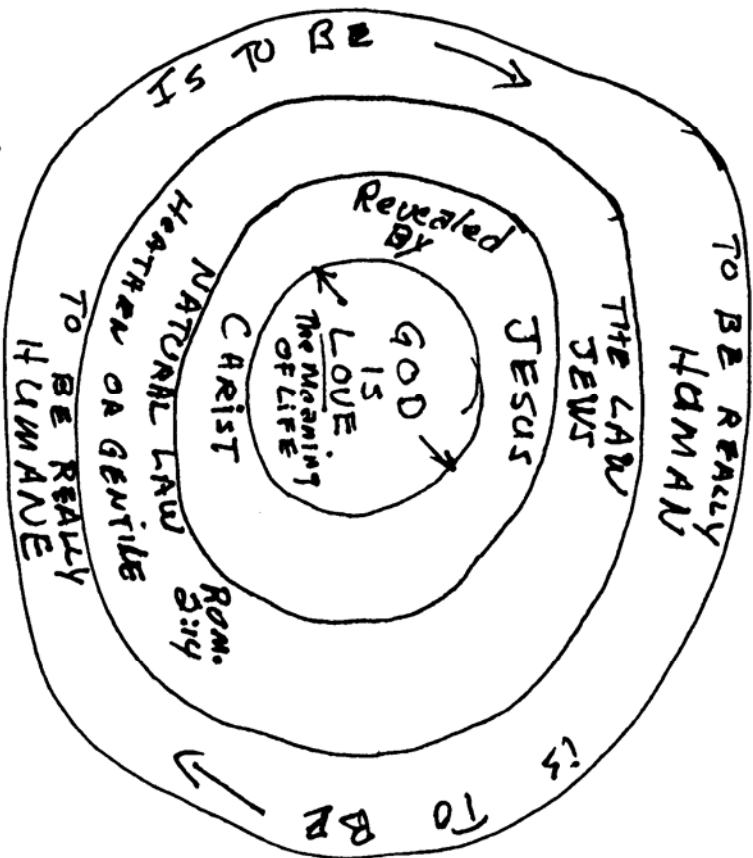 TO BE REALLY
HUMAN
is TO BE
TO BE REALLY
HUMANE
IS TO BE
THE LAW
JEWS
NATURAL LAW
HEATHEN OR GENTILE
ROM.
2:14
Revealed
BY
JESUS
CHRIST
GOD
IS
LOVE
The Meaning
OF LIFE